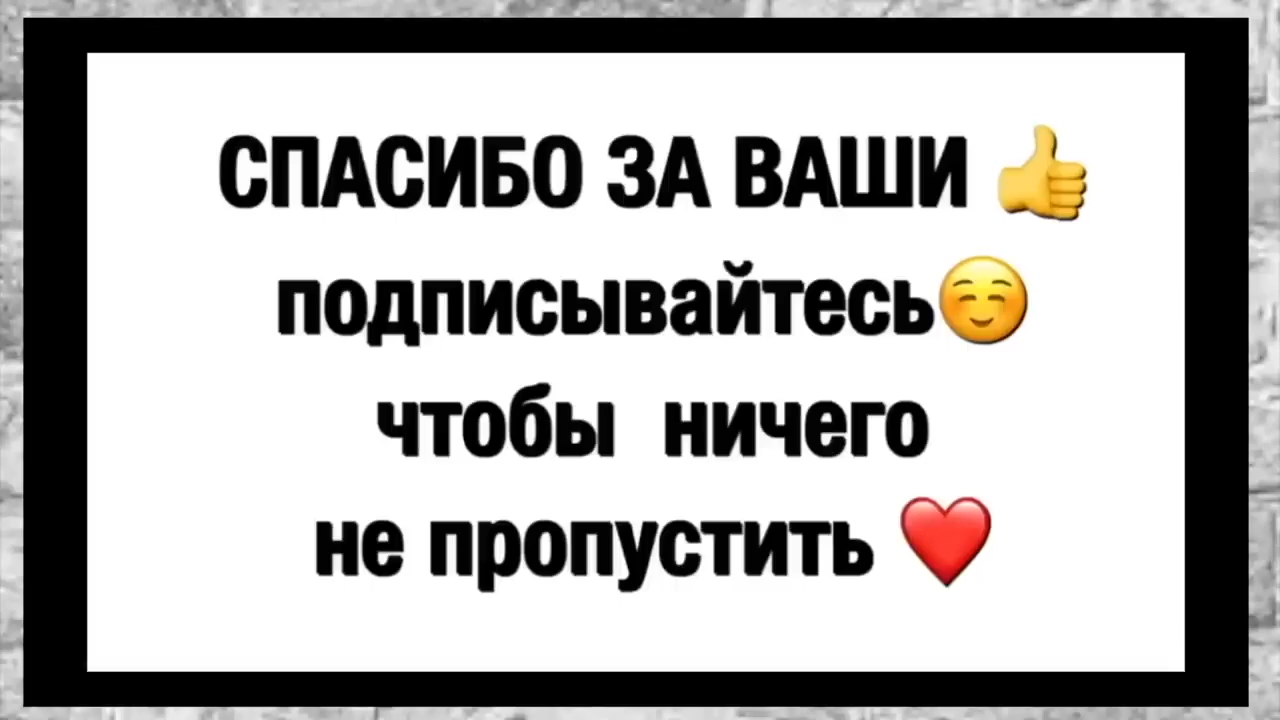 СПАСИБО ЗА ВАШИ 👍
подписывайтесь☺️
чтобы ничего
не пропустить ❤️